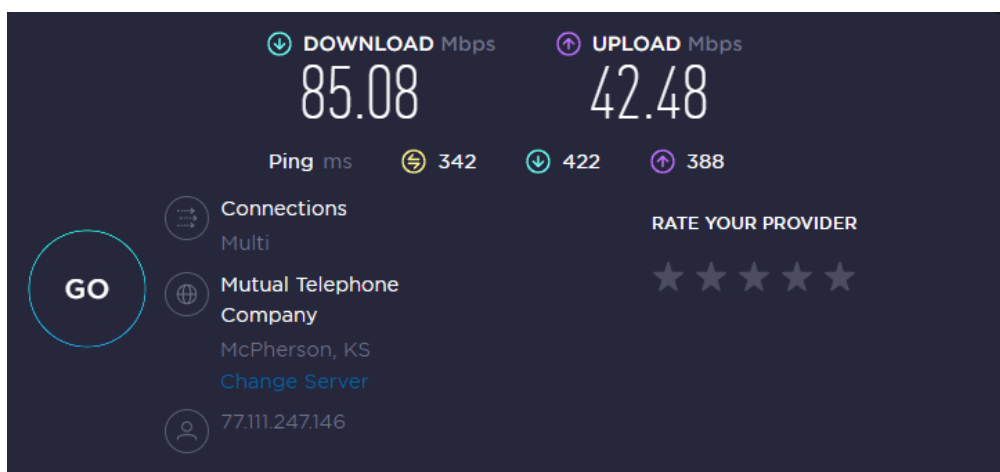 DOWNLOAD Mbps UPLOAD Mbps
85.08 42.48
Ping ms 342 422 388
Connections
Multi
RATE YOUR PROVIDER
GO
Mutual Telephone
Company
McPherson, KS
Change Server
77.111.247.146